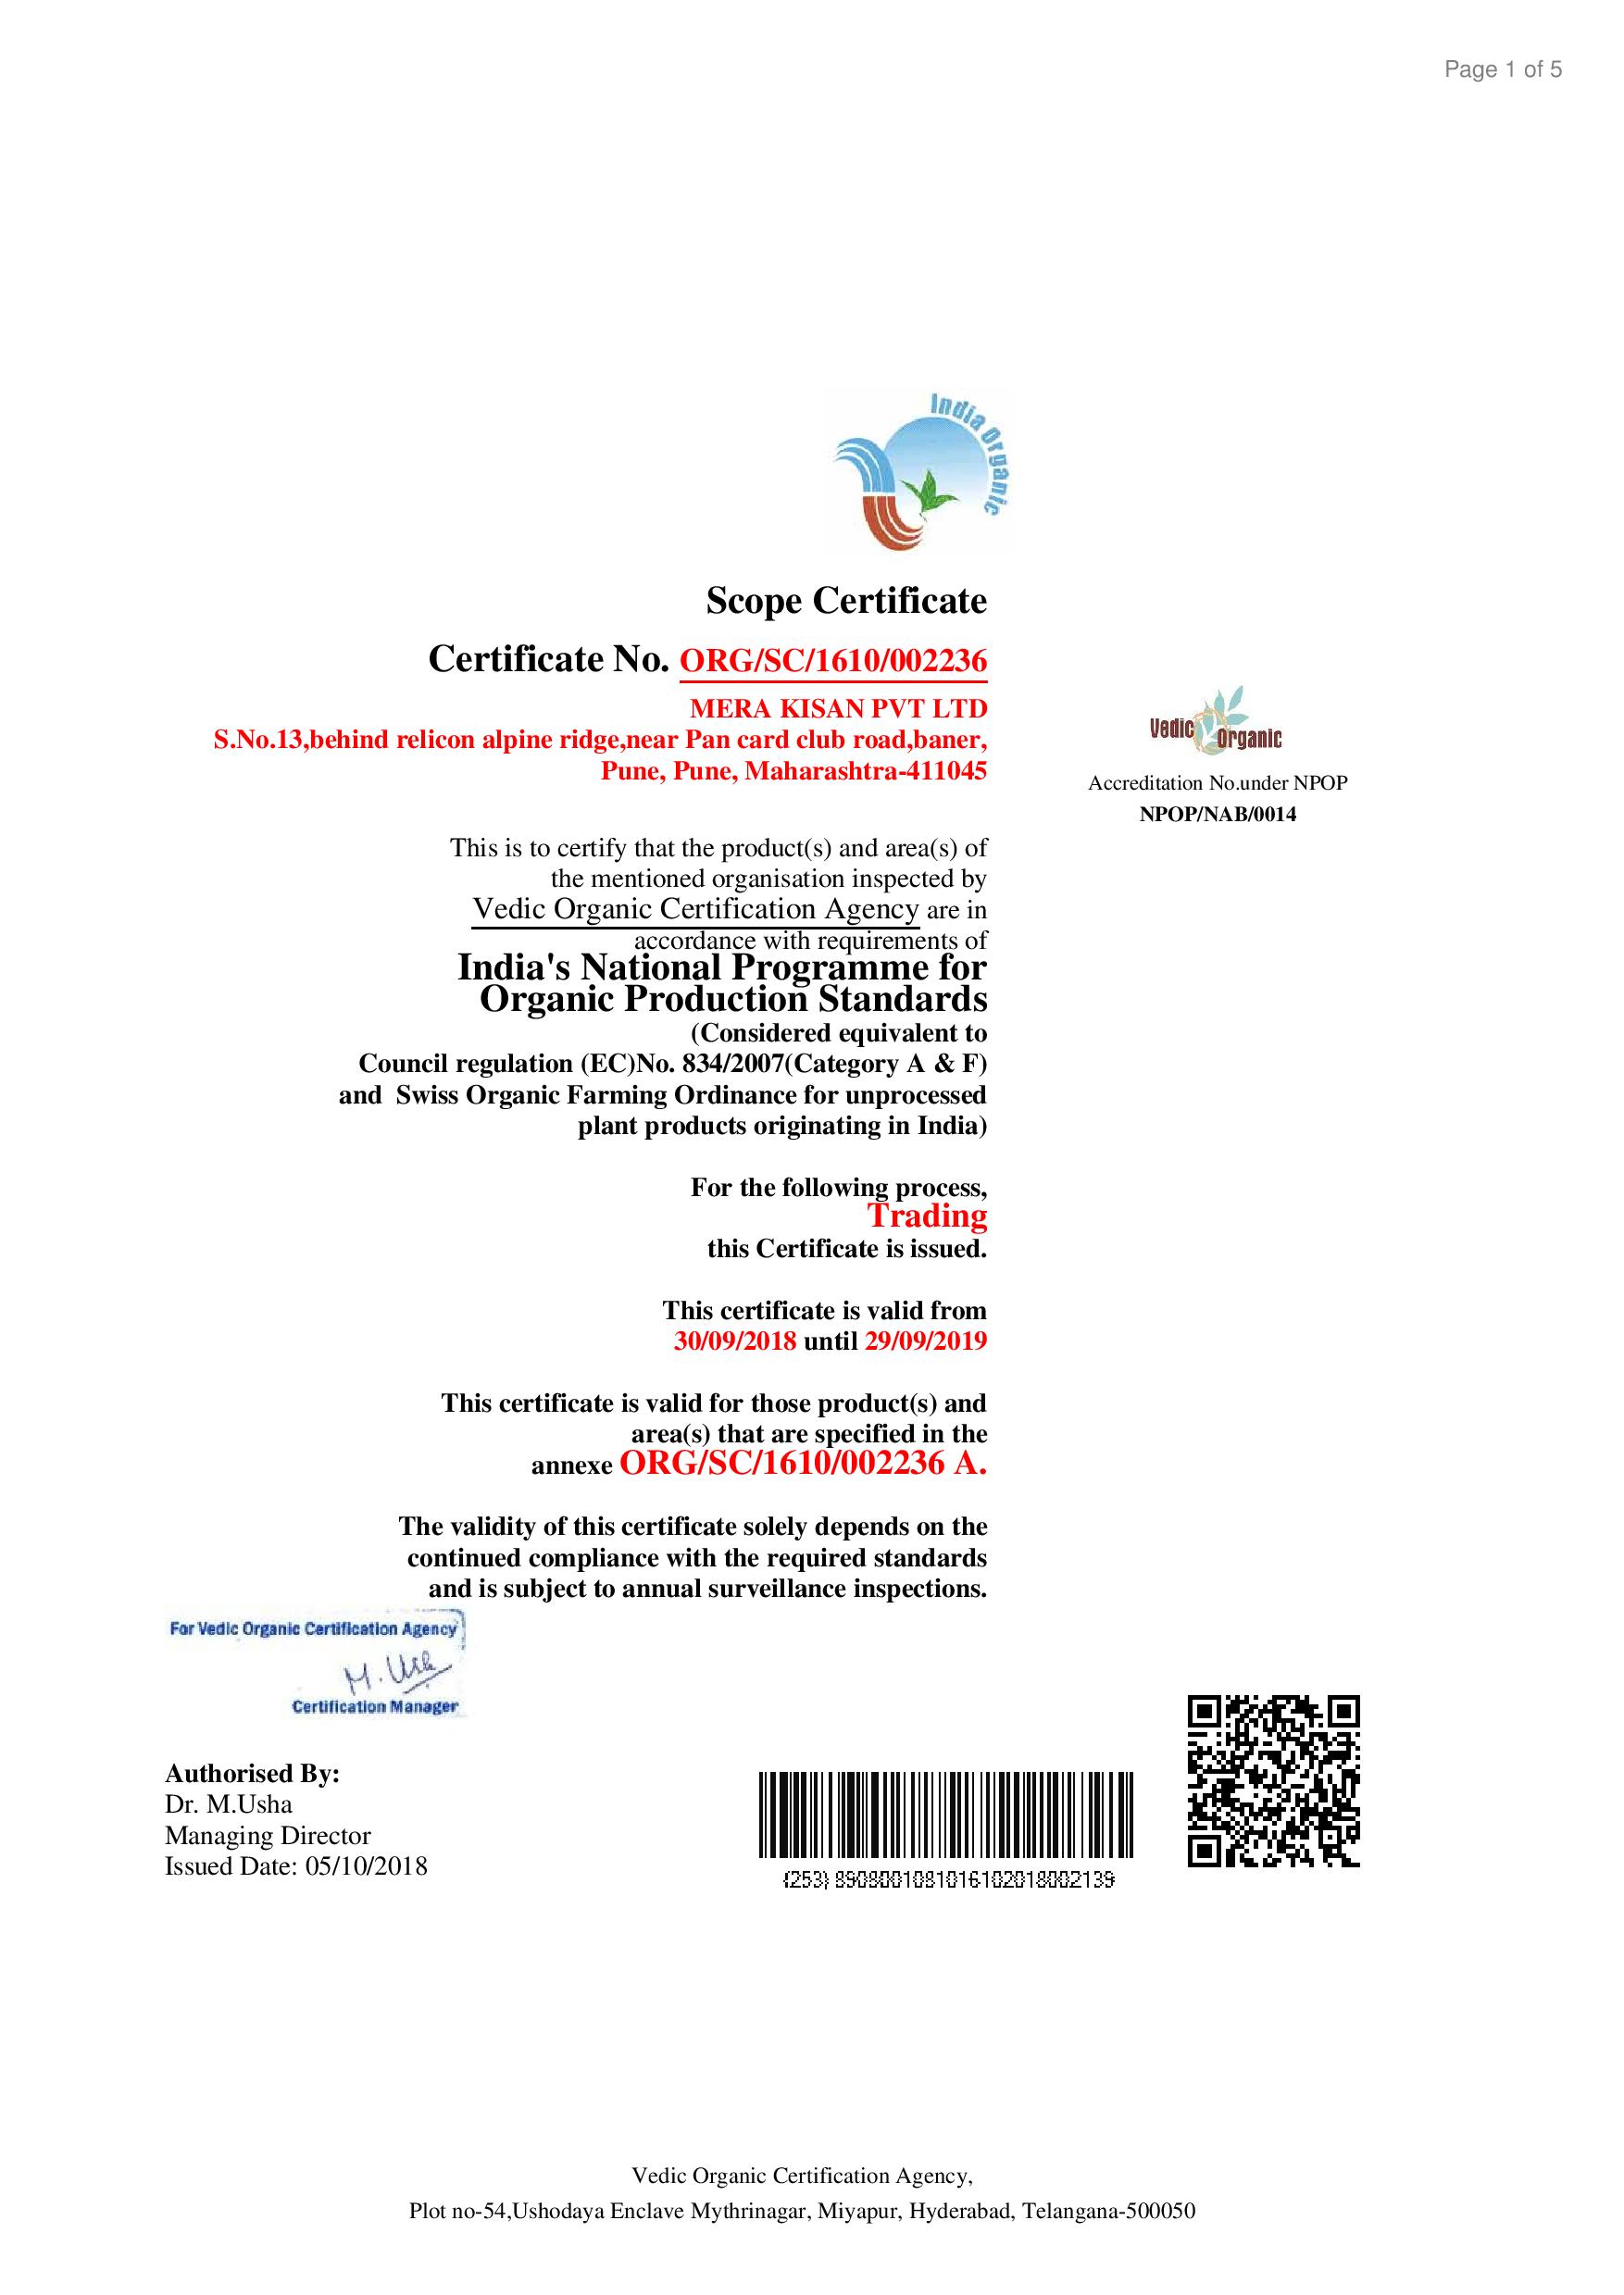 Page 1 of 5
India Organic
Scope Certificate
Certificate No. ORG/SC/1610/002236
MERA KISAN PVT LTD
S.No.13,behind relicon alpine ridge,near Pan card club road,baner,
Pune, Pune, Maharashtra-411045
Vedic Organic
Accreditation No.under NPOP
NPOP/NAB/0014
This is to certify that the product(s) and area(s) of
the mentioned organisation inspected by
Vedic Organic Certification Agency are in
accordance with requirements of
India's National Programme for
Organic Production Standards
(Considered equivalent to
Council regulation (EC)No. 834/2007(Category A & F)
and Swiss Organic Farming Ordinance for unprocessed
plant products originating in India)
For the following process,
Trading
this Certificate is issued.
This certificate is valid from
30/09/2018 until 29/09/2019
This certificate is valid for those product(s) and
area(s) that are specified in the
annexe ORG/SC/1610/002236 A.
The validity of this certificate solely depends on the
continued compliance with the required standards
and is subject to annual surveillance inspections.
For Vedic Organic Certification Agency
M. Usha
Certification Manager
Authorised By:
Dr. M.Usha
Managing Director
Issued Date: 05/10/2018
(253) 8908001081016102018002139
Vedic Organic Certification Agency,
Plot no-54,Ushodaya Enclave Mythrinagar, Miyapur, Hyderabad, Telangana-500050